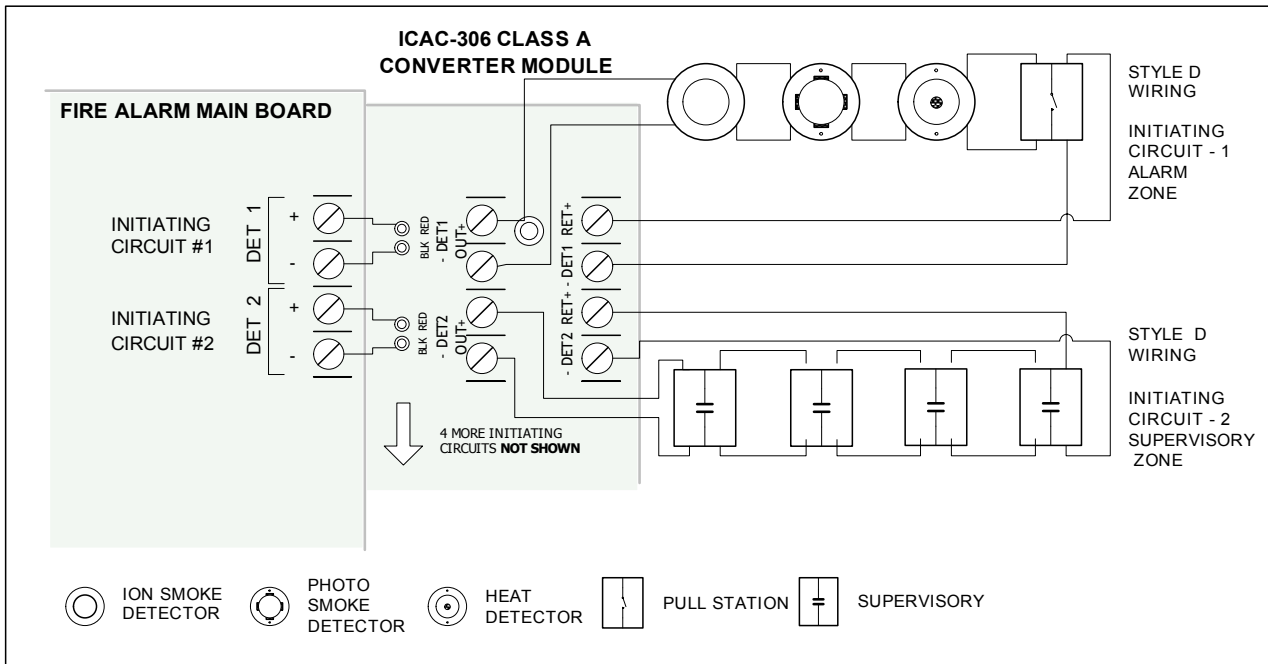 ICAC-306 CLASS A
CONVERTER MODULE
FIRE ALARM MAIN BOARD
INITIATING
CIRCUIT #1
DET 1
+
-
BLK RED
- DET1
OUT+
- DET1 RET+
INITIATING
CIRCUIT #2
DET 2
+
-
BLK RED
- DET2
OUT+
- DET2 RET+
4 MORE INITIATING
CIRCUITS NOT SHOWN
STYLE D
WIRING
INITIATING
CIRCUIT - 1
ALARM
ZONE
STYLE D
WIRING
INITIATING
CIRCUIT - 2
SUPERVISORY
ZONE
ION SMOKE
DETECTOR
PHOTO
SMOKE
DETECTOR
HEAT
DETECTOR
PULL STATION
SUPERVISORY